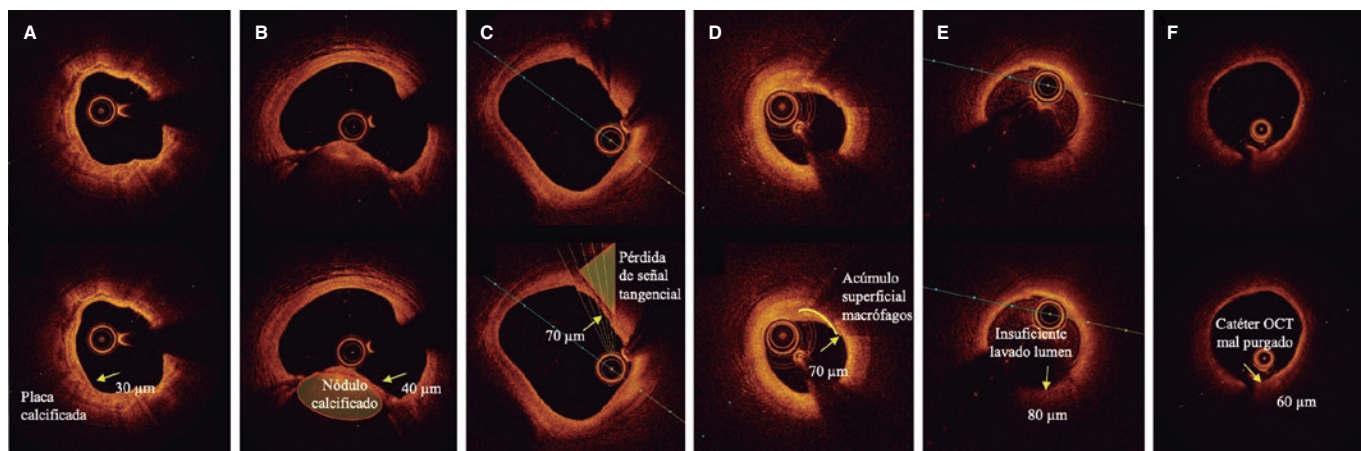 A
B
C
D
E
F
Placa
calcificada
30 μm
Nódulo
calcificado
40 μm
Pérdida
de señal
tangencial
70 μm
Acúmulo
superficial
macrófagos
70 μm
Insuficiente
lavado lumen
80 μm
Catéter OCT
mal purgado
60 μm